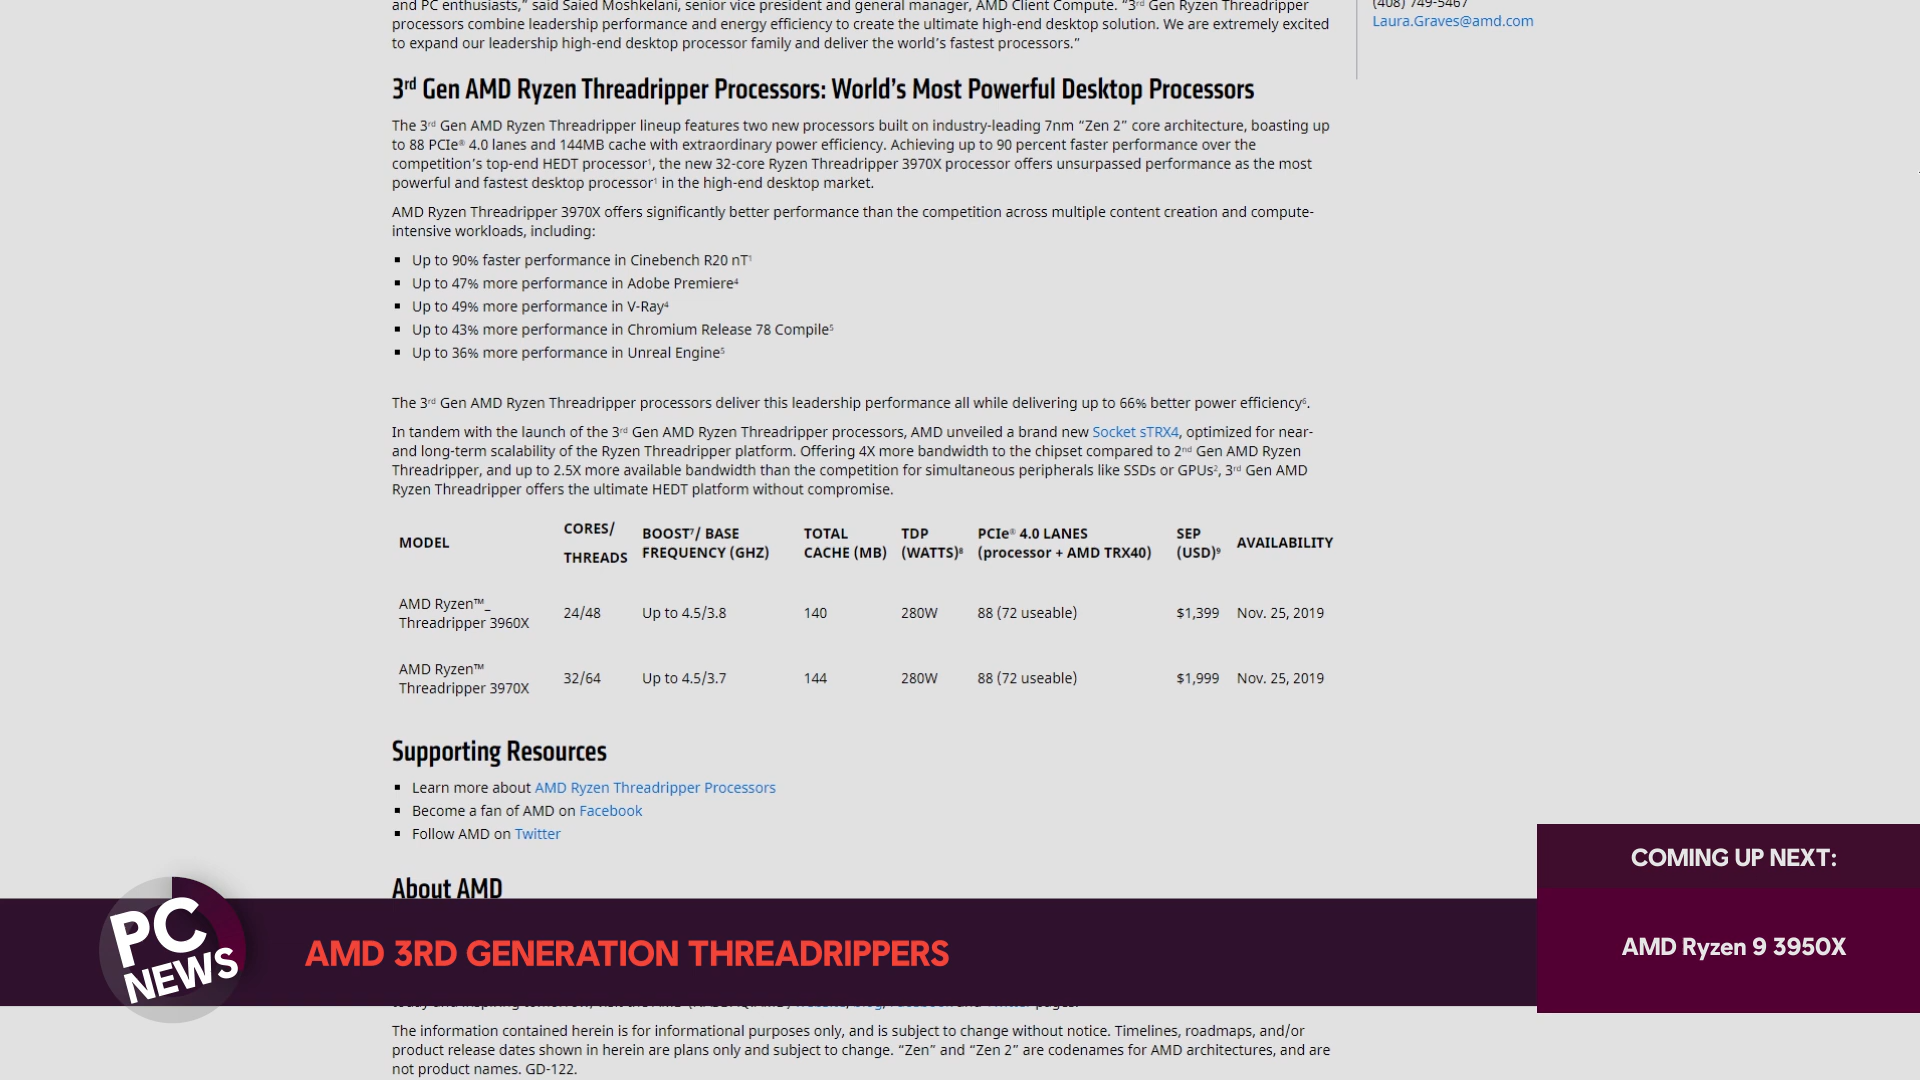 and PC enthusiasts,” said Saied Moshkelani, senior vice president and general manager, AMD Client Compute. “3rd Gen Ryzen Threadripper
processors combine leadership performance and energy efficiency to create the ultimate high-end desktop solution. We are extremely excited
to expand our leadership high-end desktop processor family and deliver the world’s fastest processors.”
(408) 749-5467
Laura.Graves@amd.com
3rd Gen AMD Ryzen Threadripper Processors: World’s Most Powerful Desktop Processors
The 3rd Gen AMD Ryzen Threadripper lineup features two new processors built on industry-leading 7nm “Zen 2” core architecture, boasting up
to 88 PCIe® 4.0 lanes and 144MB cache with extraordinary power efficiency. Achieving up to 90 percent faster performance over the
competition’s top-end HEDT processor¹, the new 32-core Ryzen Threadripper 3970X processor offers unsurpassed performance as the most
powerful and fastest desktop processor¹ in the high-end desktop market.
AMD Ryzen Threadripper 3970X offers significantly better performance than the competition across multiple content creation and compute-
intensive workloads, including:
▪ Up to 90% faster performance in Cinebench R20 nT¹
▪ Up to 47% more performance in Adobe Premiere⁴
▪ Up to 49% more performance in V-Ray⁴
▪ Up to 43% more performance in Chromium Release 78 Compile⁵
▪ Up to 36% more performance in Unreal Engine⁵
The 3rd Gen AMD Ryzen Threadripper processors deliver this leadership performance all while delivering up to 66% better power efficiency⁶.
In tandem with the launch of the 3rd Gen AMD Ryzen Threadripper processors, AMD unveiled a brand new Socket sTRX4, optimized for near-
and long-term scalability of the Ryzen Threadripper platform. Offering 4X more bandwidth to the chipset compared to 2nd Gen AMD Ryzen
Threadripper, and up to 2.5X more available bandwidth than the competition for simultaneous peripherals like SSDs or GPUs², 3rd Gen AMD
Ryzen Threadripper offers the ultimate HEDT platform without compromise.
MODEL CORES/ THREADS BOOST⁷/ BASE FREQUENCY (GHZ) TOTAL CACHE (MB) TDP (WATTS)⁸ PCIe® 4.0 LANES (processor + AMD TRX40) SEP (USD)⁹ AVAILABILITY
AMD Ryzen™_ Threadripper 3960X 24/48 Up to 4.5/3.8 140 280W 88 (72 useable) $1,399 Nov. 25, 2019
AMD Ryzen™ Threadripper 3970X 32/64 Up to 4.5/3.7 144 280W 88 (72 useable) $1,999 Nov. 25, 2019
Supporting Resources
▪ Learn more about AMD Ryzen Threadripper Processors
▪ Become a fan of AMD on Facebook
▪ Follow AMD on Twitter
About AMD
COMING UP NEXT:
AMD Ryzen 9 3950X
PC
NEWS
AMD 3RD GENERATION THREADRIPPERS
The information contained herein is for informational purposes only, and is subject to change without notice. Timelines, roadmaps, and/or
product release dates shown in herein are plans only and subject to change. “Zen” and “Zen 2” are codenames for AMD architectures, and are
not product names. GD-122.